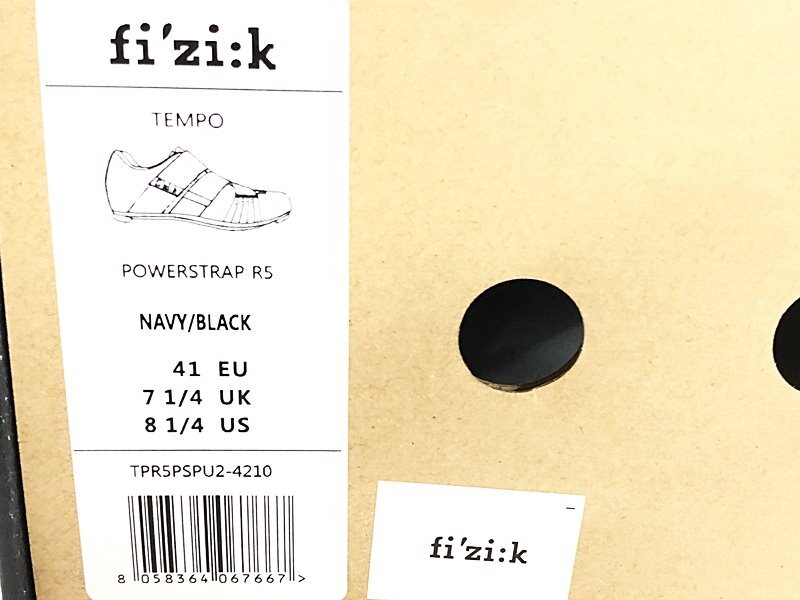 fi'zi:k
TEMPO
POWERSTRAP R5
NAVY/BLACK
41 EU
7 1/4 UK
8 1/4 US
TPR5PSPU2-4210
8 058364 067667 >
fi'zi:k